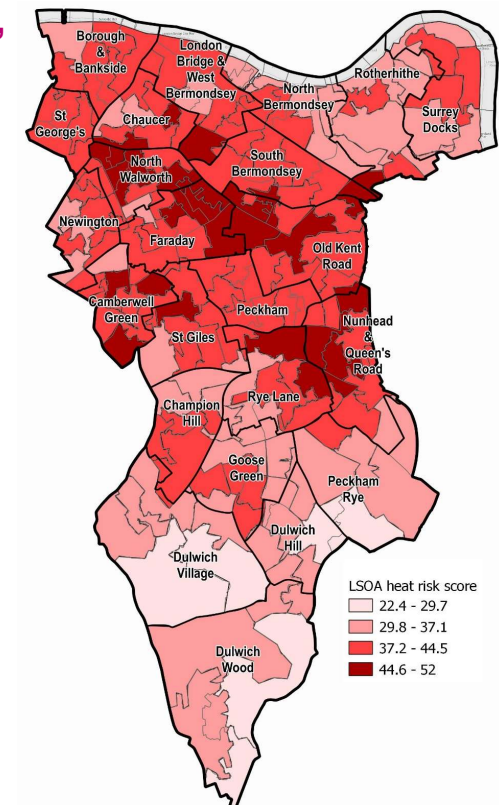 Borough
&
Bankside
London
Bridge &
West
Bermondsey
North
Bermondsey
Rotherhithe
Surrey
Docks
St
George's
Chaucer
North
Walworth
South
Bermondsey
Newington
Faraday
Old Kent
Road
Camberwell
Green
St Giles
Peckham
Nunhead
&
Queen's
Road
Champion
Hill
Rye Lane
Goose
Green
Peckham
Rye
Dulwich
Village
Dulwich
Hill
Dulwich
Wood
LSOA heat risk score
22.4 - 29.7
29.8 - 37.1
37.2 - 44.5
44.6 - 52